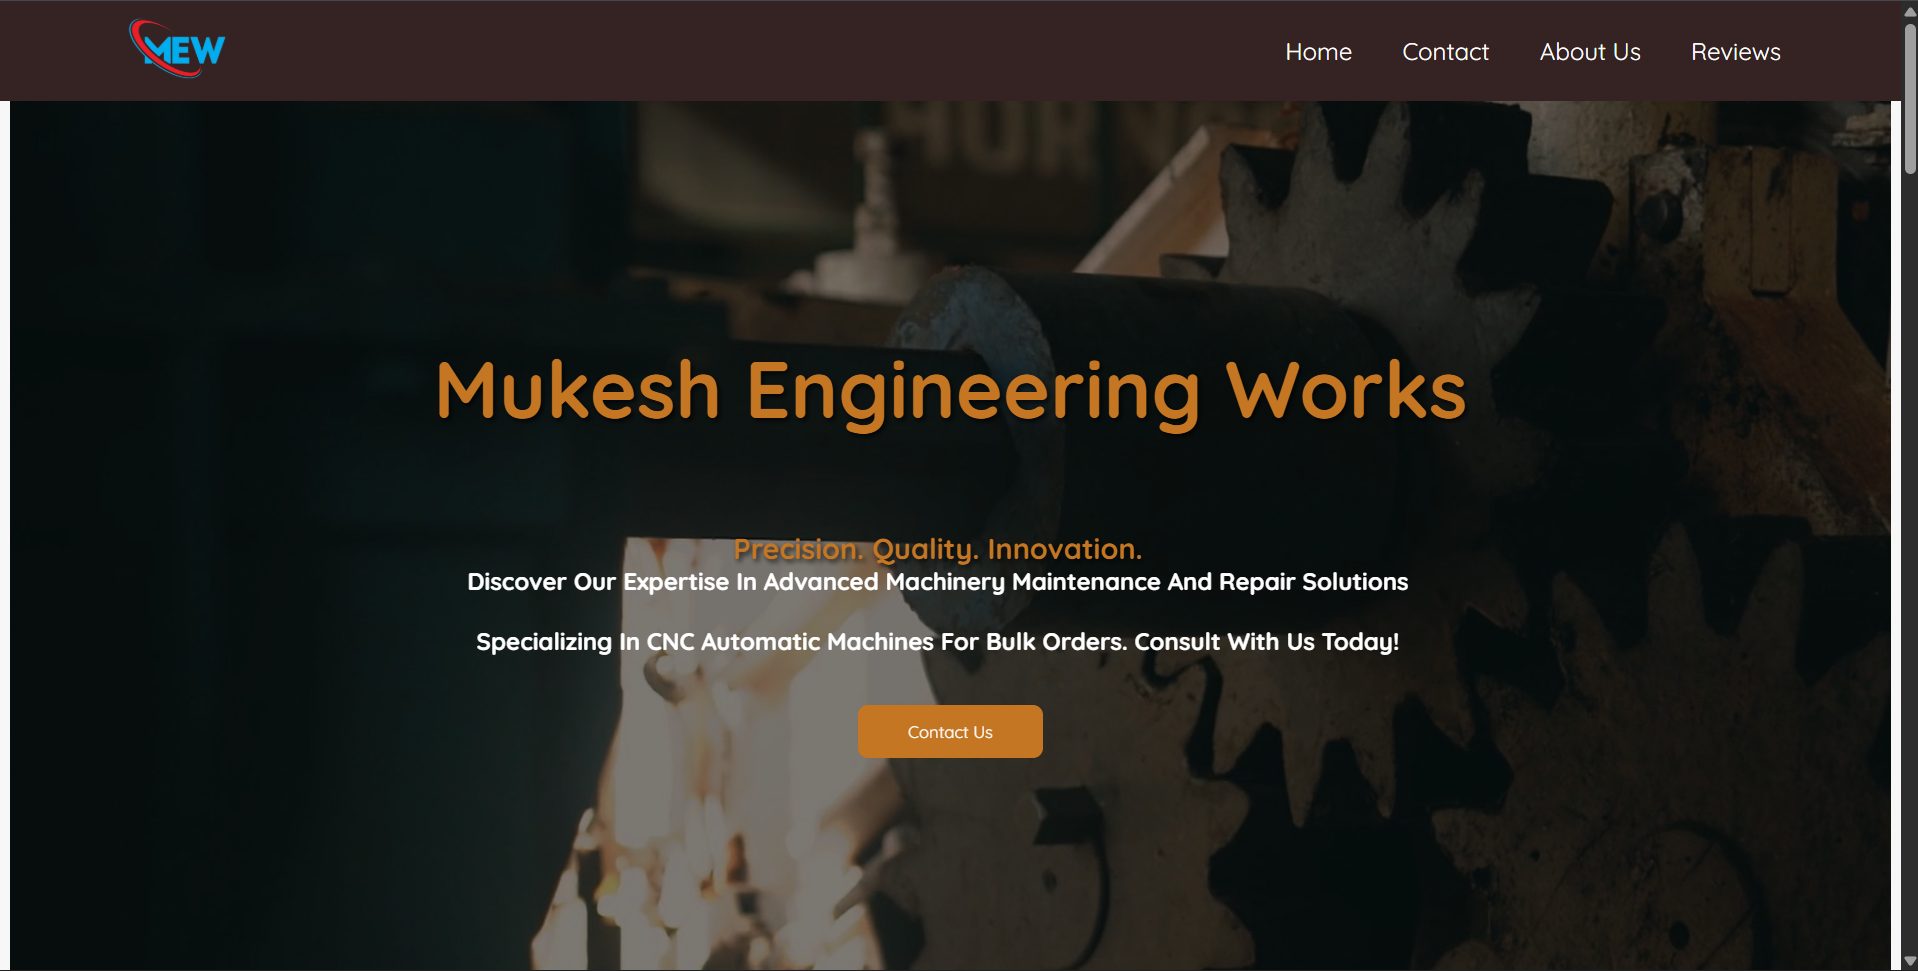 MEW
Home Contact About Us Reviews
Mukesh Engineering Works
Precision. Quality. Innovation.
Discover Our Expertise In Advanced Machinery Maintenance And Repair Solutions
Specializing In CNC Automatic Machines For Bulk Orders. Consult With Us Today!
Contact Us